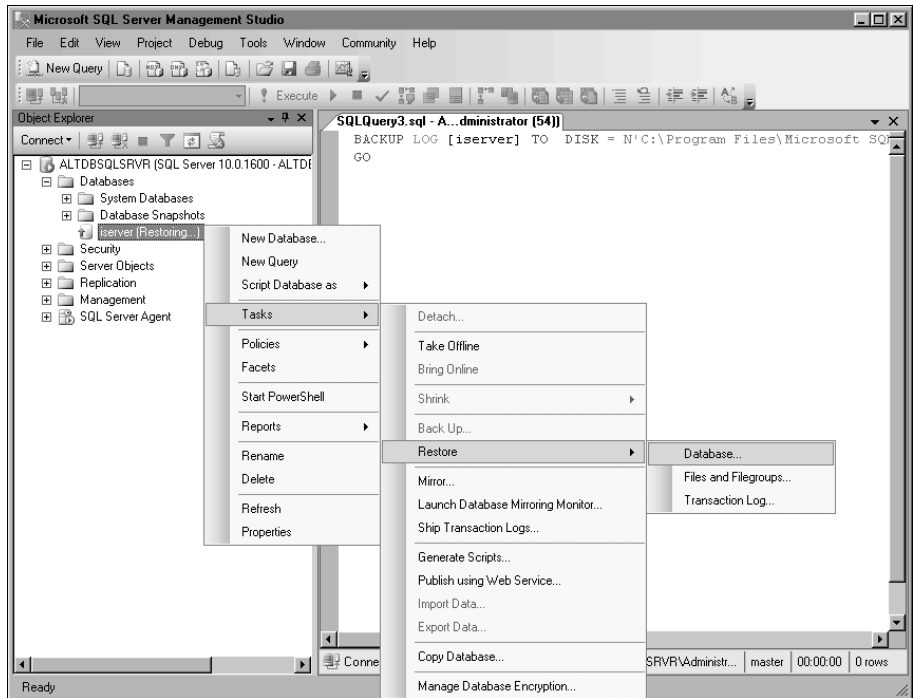 Microsoft SQL Server Management Studio
File Edit View Project Debug Tools Window Community Help
New Query
Execute
Object Explorer
SQLQuery3.sql - A...dministrator (54))
Connect
BACKUP LOG [iserver] TO DISK = N'C:\Program Files\Microsoft SQ
GO
ALTDBSQLSRVR (SQL Server 10.0.1600 - ALTDB
Databases
System Databases
Database Snapshots
iserver (Restoring...)
Security
Server Objects
Replication
Management
SQL Server Agent
New Database...
New Query
Script Database as
Tasks
Policies
Facets
Start PowerShell
Reports
Rename
Delete
Refresh
Properties
Detach...
Take Offline
Bring Online
Shrink
Back Up...
Restore
Mirror...
Launch Database Mirroring Monitor...
Ship Transaction Logs...
Generate Scripts...
Publish using Web Service...
Import Data...
Export Data...
Copy Database...
Manage Database Encryption...
Database...
Files and Filegroups...
Transaction Log...
Conne
SRVR\Administr... master 00:00:00 0 rows
Ready